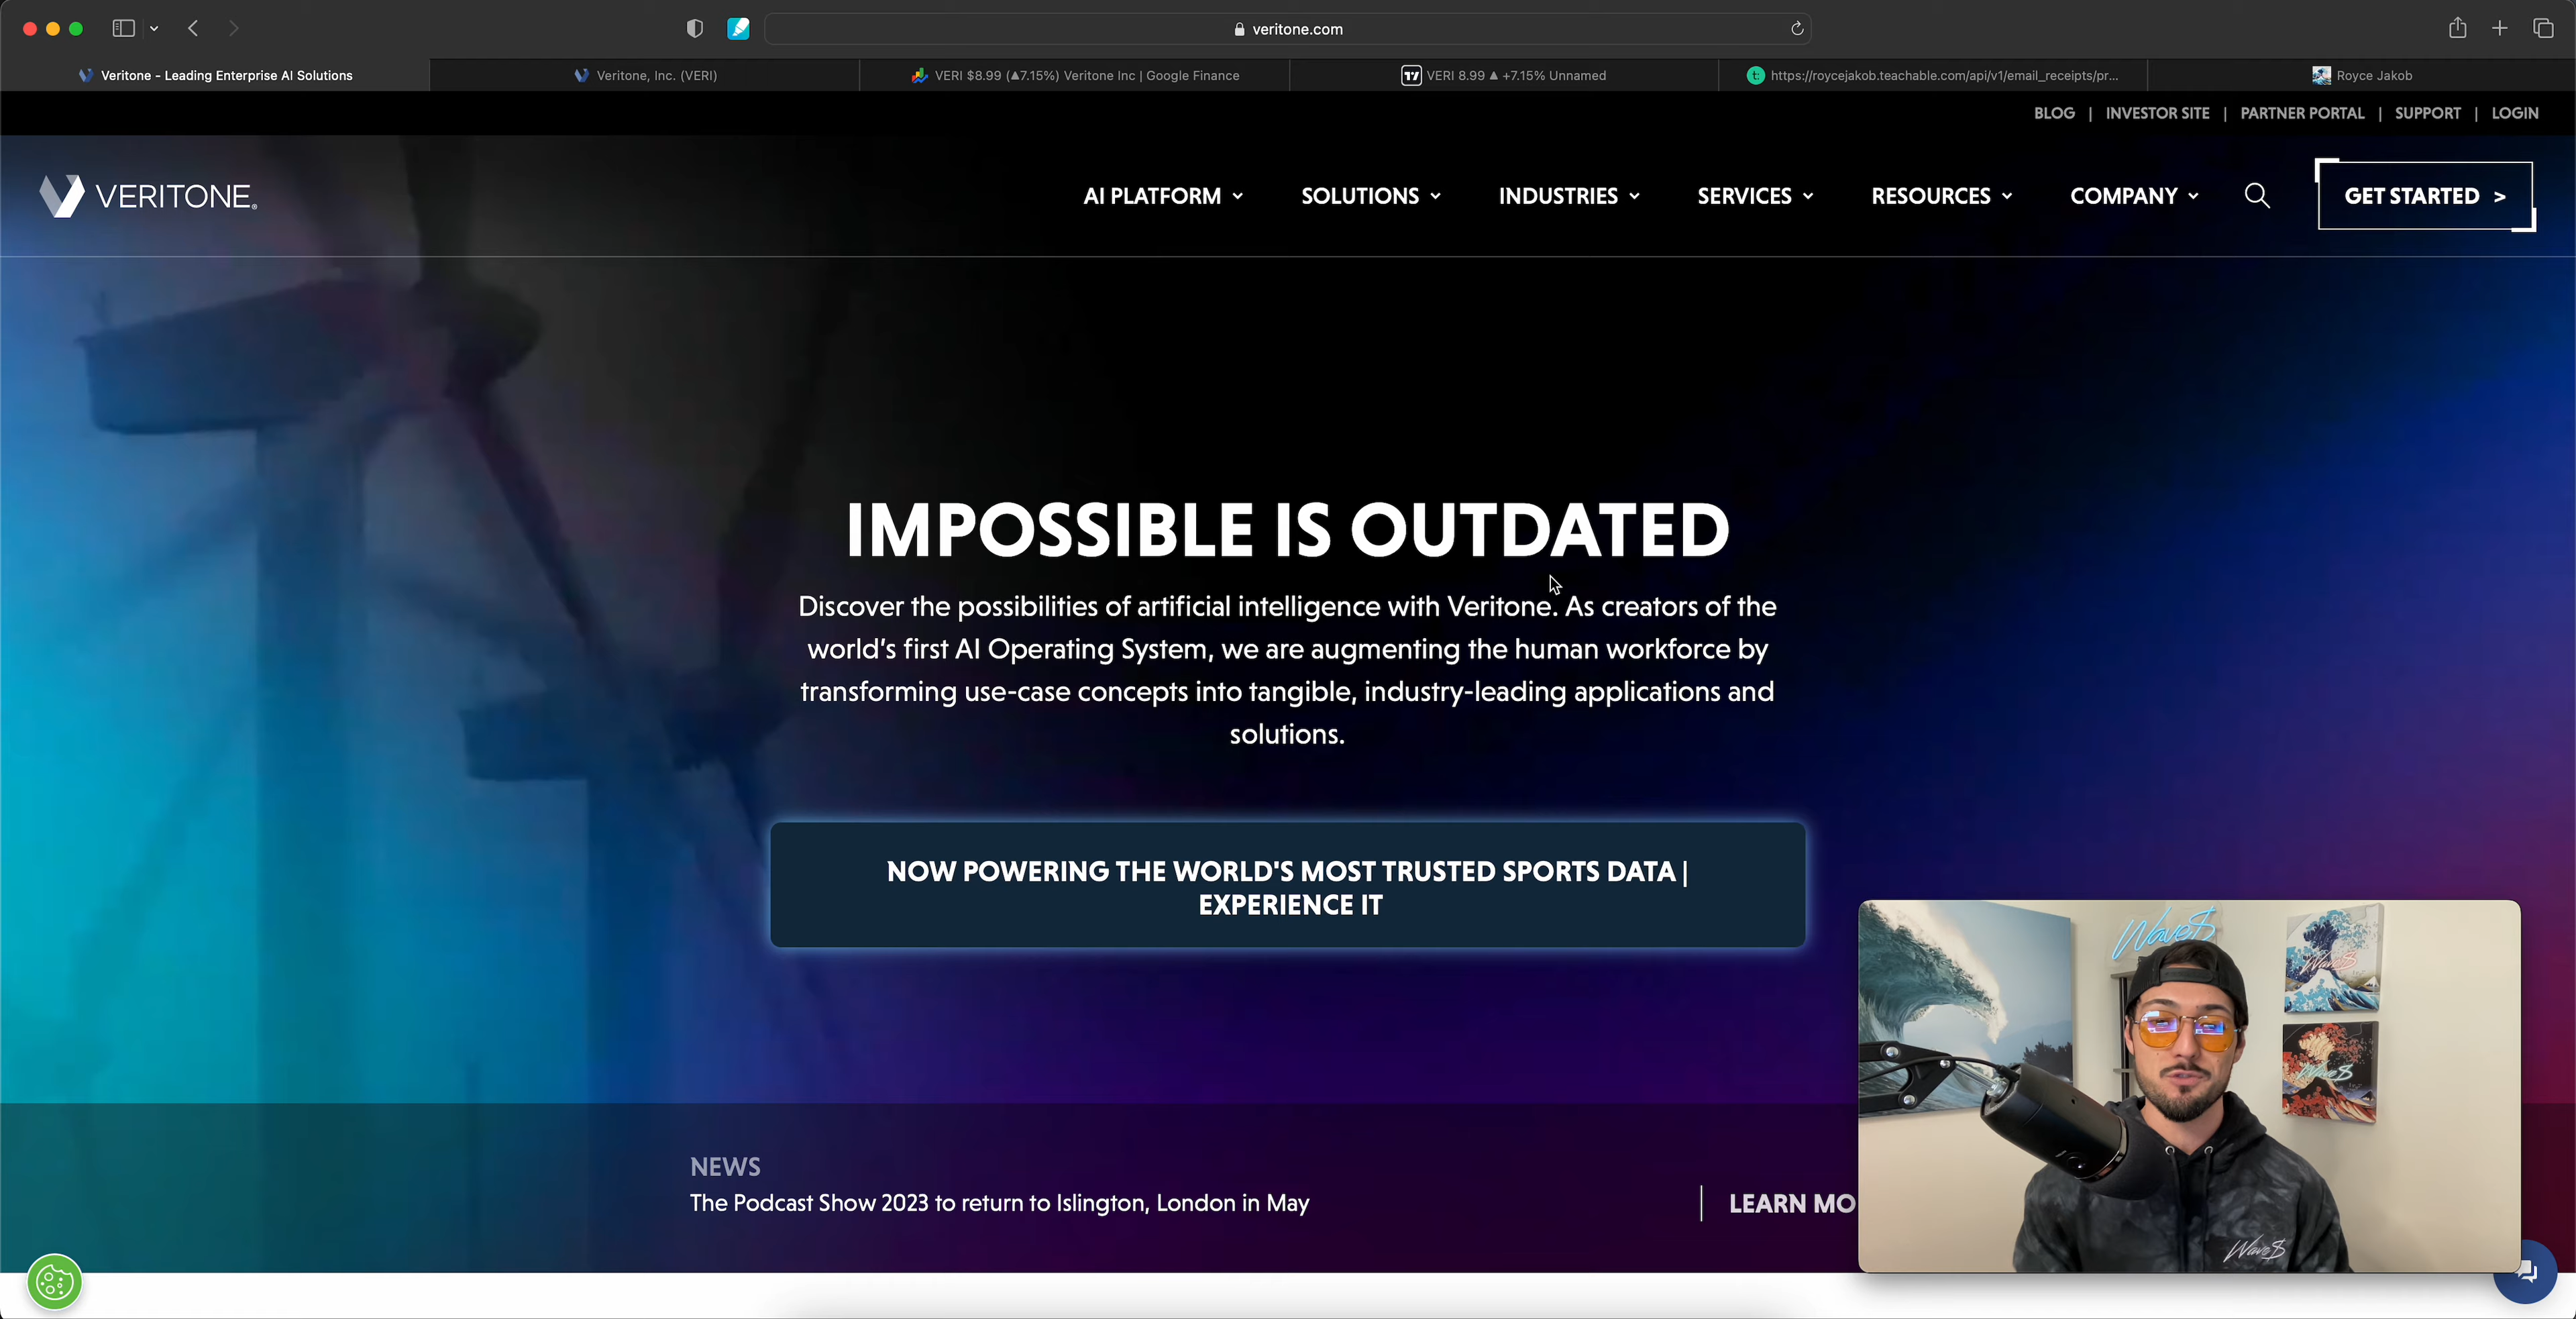 veritone.com
Veritone - Leading Enterprise AI Solutions
Veritone, Inc. (VERI)
VERI $8.99 (▲7.15%) Veritone Inc | Google Finance
VERI 8.99 ▲ +7.15% Unnamed
https://roycejakob.teachable.com/api/v1/email_receipts/pr...
Royce Jakob
BLOG | INVESTOR SITE | PARTNER PORTAL | SUPPORT | LOGIN
VERITONE®
AI PLATFORM
SOLUTIONS
INDUSTRIES
SERVICES
RESOURCES
COMPANY
GET STARTED >
IMPOSSIBLE IS OUTDATED
Discover the possibilities of artificial intelligence with Veritone. As creators of the
world's first AI Operating System, we are augmenting the human workforce by
transforming use-case concepts into tangible, industry-leading applications and
solutions.
NOW POWERING THE WORLD'S MOST TRUSTED SPORTS DATA |
EXPERIENCE IT
NEWS
The Podcast Show 2023 to return to Islington, London in May
LEARN MO
Wave$
Wave$
Wave$
Wave$